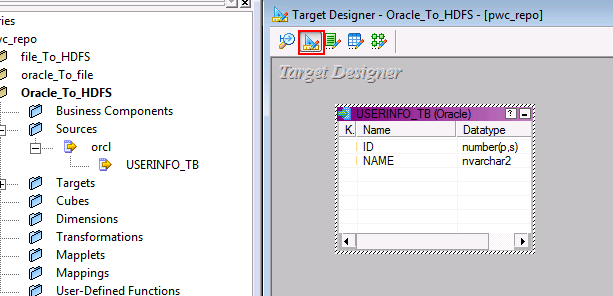 ries
wc_repo
file_To_HDFS
oracle_To_file
Oracle_To_HDFS
Business Components
Sources
orcl
USERINFO_TB
Targets
Cubes
Dimensions
Transformations
Mapplets
Mappings
User-Defined Functions
Target Designer - Oracle_To_HDFS - [pwc_repo]
Target Designer
USERINFO_TB (Oracle)
K. Name Datatype
ID number(p,s)
NAME nvarchar2